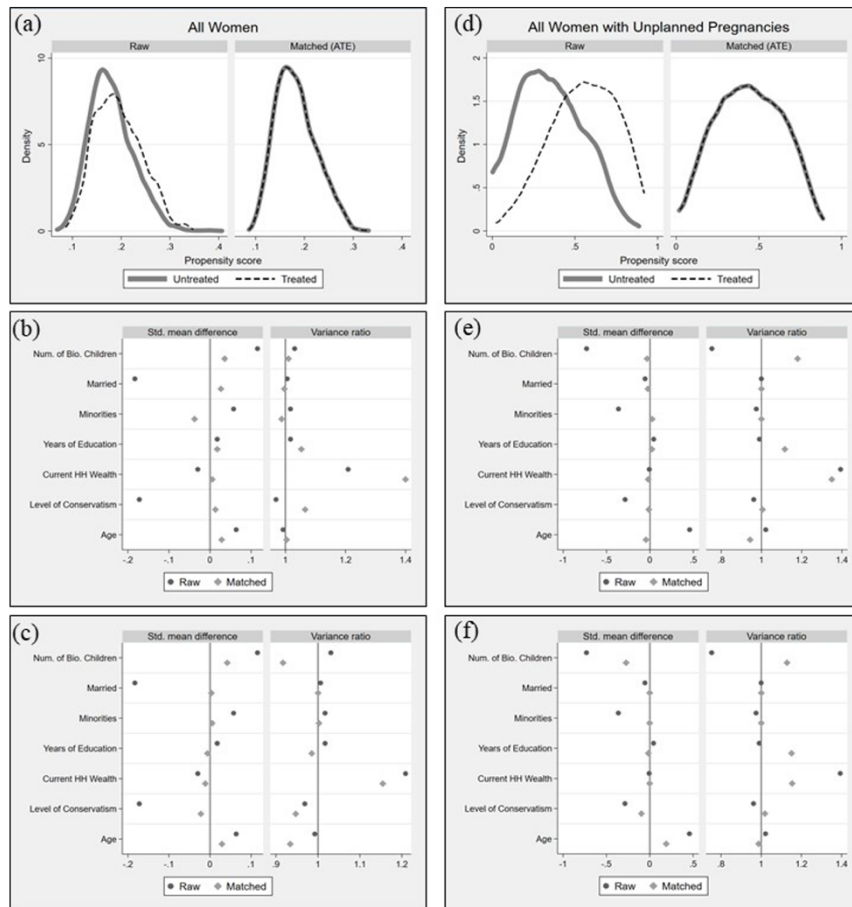 (a)
All Women
Raw
Matched (ATE)
Density
10
5
0
.1 .2 .3 .4
.1 .2 .3 .4
Propensity score
Untreated Treated
(d)
All Women with Unplanned Pregnancies
Raw
Matched (ATE)
Density
2
1.5
1
.5
0
0 .5 1
0 .5 1
Propensity score
Untreated Treated
(b)
Std. mean difference
Variance ratio
Num. of Bio. Children
Married
Minorities
Years of Education
Current HH Wealth
Level of Conservatism
Age
-.2 -.1 0 .1
1 1.2 1.4
Raw Matched
(e)
Std. mean difference
Variance ratio
Num. of Bio. Children
Married
Minorities
Years of Education
Current HH Wealth
Level of Conservatism
Age
-1 -.5 0 .5
.8 1 1.2 1.4
Raw Matched
(c)
Std. mean difference
Variance ratio
Num. of Bio. Children
Married
Minorities
Years of Education
Current HH Wealth
Level of Conservatism
Age
-.2 -.1 0 .1
.9 1 1.1 1.2
Raw Matched
(f)
Std. mean difference
Variance ratio
Num. of Bio. Children
Married
Minorities
Years of Education
Current HH Wealth
Level of Conservatism
Age
-1 -.5 0 .5
.8 1 1.2 1.4
Raw Matched